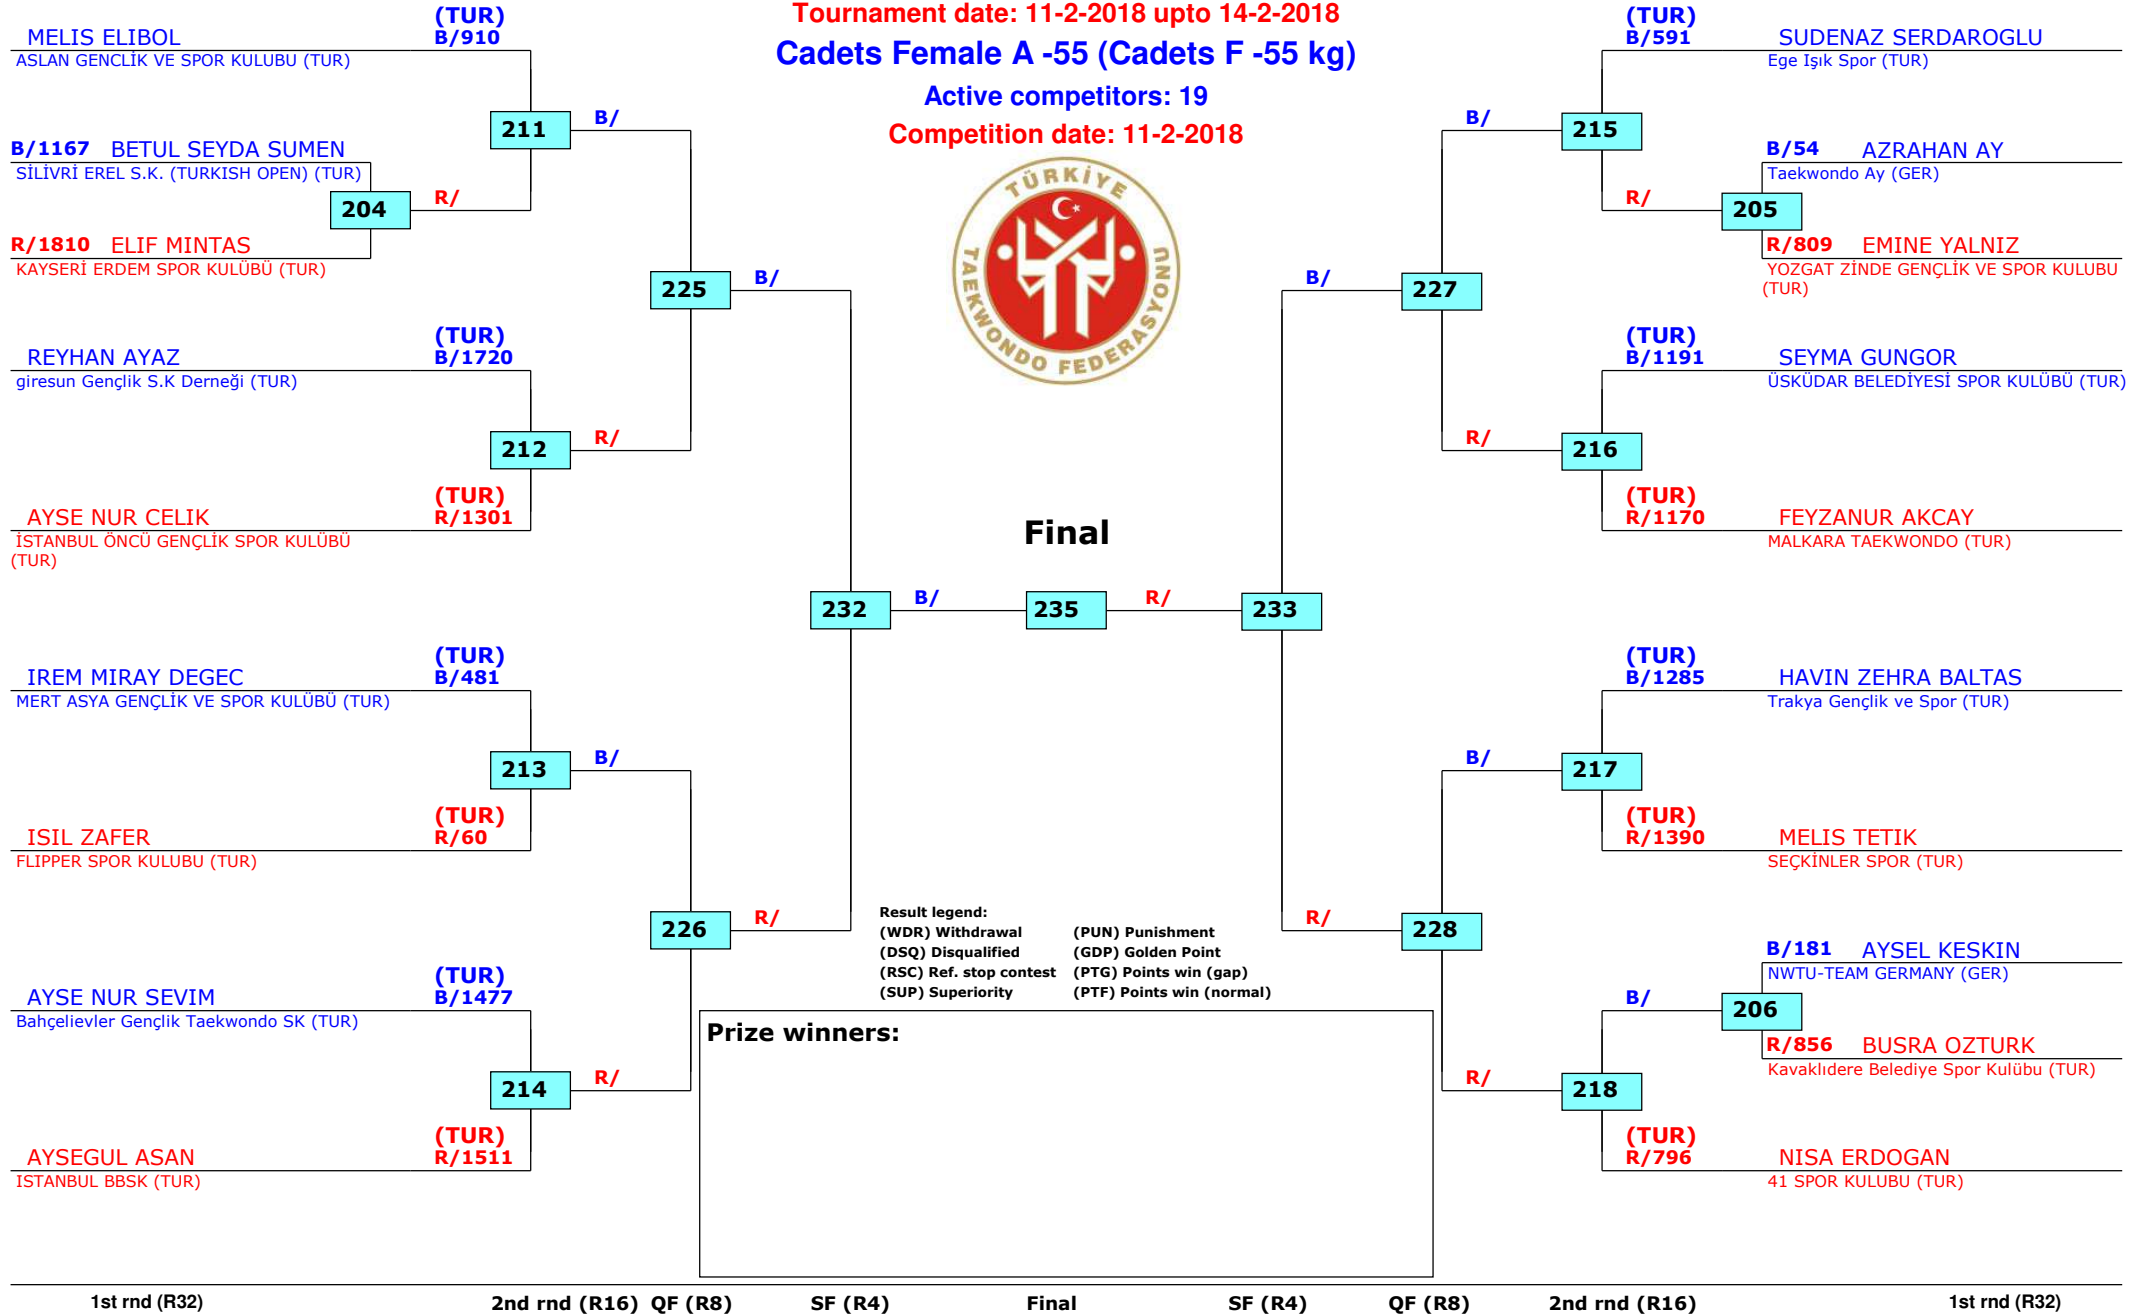 Tournament date: 11-2-2018 upto 14-2-2018
Cadets Female A -55 (Cadets F -55 kg)
Active competitors: 19
Competition date: 11-2-2018
TÜRKİYE
TAEKWONDO FEDERASYONU
(TUR)
MELIS ELIBOL B/910
ASLAN GENCLİK VE SPOR KULUBU (TUR)
211
B/
B/1167 BETUL SEYDA SUMEN
SİLİVRİ EREL S.K. (TURKISH OPEN) (TUR)
204
R/
R/1810 ELIF MINTAS
KAYSERİ ERDEM SPOR KULÜBÜ (TUR)
225
B/
(TUR)
REYHAN AYAZ B/1720
giresun Gençlik S.K Derneği (TUR)
212
R/
(TUR)
AYSE NUR CELIK R/1301
İSTANBUL ÖNCÜ GENÇLİK SPOR KULÜBÜ
(TUR)
232
B/
(TUR)
IREM MIRAY DEGEC B/481
MERT ASYA GENÇLİK VE SPOR KULÜBÜ (TUR)
213
B/
(TUR)
ISIL ZAFER R/60
FLIPPER SPOR KULUBU (TUR)
226
R/
(TUR)
AYSE NUR SEVIM B/1477
Bahçelievler Gençlik Taekwondo SK (TUR)
214
R/
(TUR)
AYSEGUL ASAN R/1511
ISTANBUL BBSK (TUR)
Final
235
R/
233
(TUR)
B/591 SUDENAZ SERDAROGLU
Ege Işık Spor (TUR)
B/
215
B/54 AZRAHAN AY
Taekwondo Ay (GER)
R/
205
R/809 EMINE YALNIZ
YOZGAT ZİNDE GENÇLİK VE SPOR KULUBU
(TUR)
B/
227
(TUR)
B/1191 SEYMA GUNGOR
ÜSKÜDAR BELEDİYESİ SPOR KULÜBÜ (TUR)
R/
216
(TUR)
R/1170 FEYZANUR AKCAY
MALKARA TAEKWONDO (TUR)
(TUR)
B/1285 HAVIN ZEHRA BALTAS
Trakya Gençlik ve Spor (TUR)
B/
217
(TUR)
R/1390 MELIS TETIK
SEÇKİNLER SPOR (TUR)
R/
228
B/181 AYSEL KESKIN
NWTU-TEAM GERMANY (GER)
B/
206
R/856 BUSRA OZTURK
Kavaklıdere Belediye Spor Kulübu (TUR)
R/
218
(TUR)
R/796 NISA ERDOGAN
41 SPOR KULUBU (TUR)
Result legend:
(WDR) Withdrawal (PUN) Punishment
(DSQ) Disqualified (GDP) Golden Point
(RSC) Ref. stop contest (PTG) Points win (gap)
(SUP) Superiority (PTF) Points win (normal)
Prize winners:
1st rnd (R32) 2nd rnd (R16) QF (R8) SF (R4) Final SF (R4) QF (R8) 2nd rnd (R16) 1st rnd (R32)